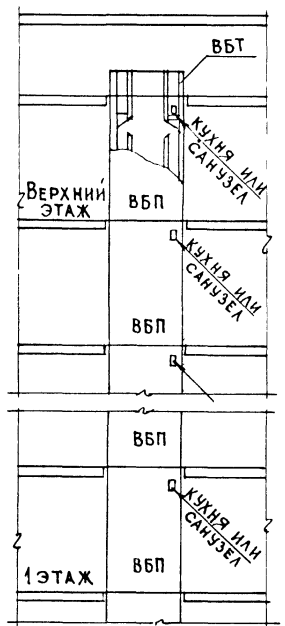 ВБТ
КУХНЯ ИЛИ
САНУЗЕЛ
ВЕРХНИЙ
ЭТАЖ
ВБП
КУХНЯ ИЛИ
САНУЗЕЛ
ВБП
ВБП
КУХНЯ ИЛИ
САНУЗЕЛ
1 ЭТАЖ
ВБП